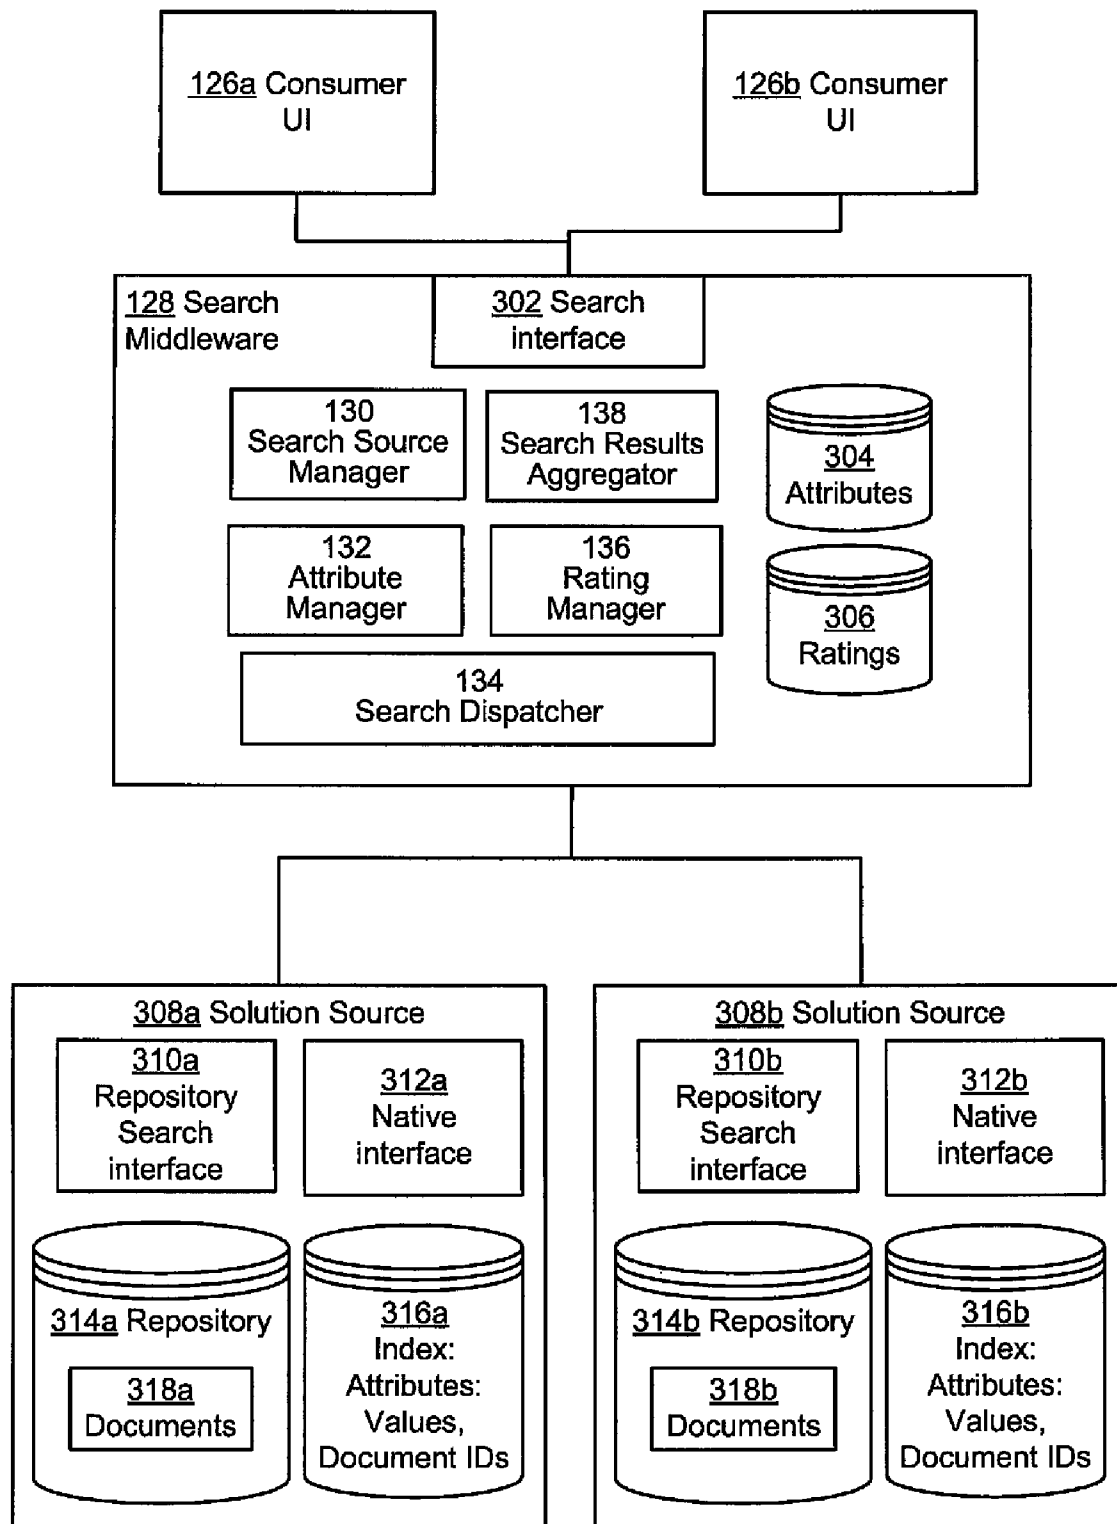 126a Consumer
UI
126b Consumer
UI
128 Search
Middleware
302 Search
interface
130
Search Source
Manager
138
Search Results
Aggregator
304
Attributes
132
Attribute
Manager
136
Rating
Manager
306
Ratings
134
Search Dispatcher
308a Solution Source
310a
Repository
Search
interface
312a
Native
interface
314a Repository
318a
Documents
316a
Index:
Attributes:
Values,
Document IDs
308b Solution Source
310b
Repository
Search
interface
312b
Native
interface
314b Repository
318b
Documents
316b
Index:
Attributes:
Values,
Document IDs